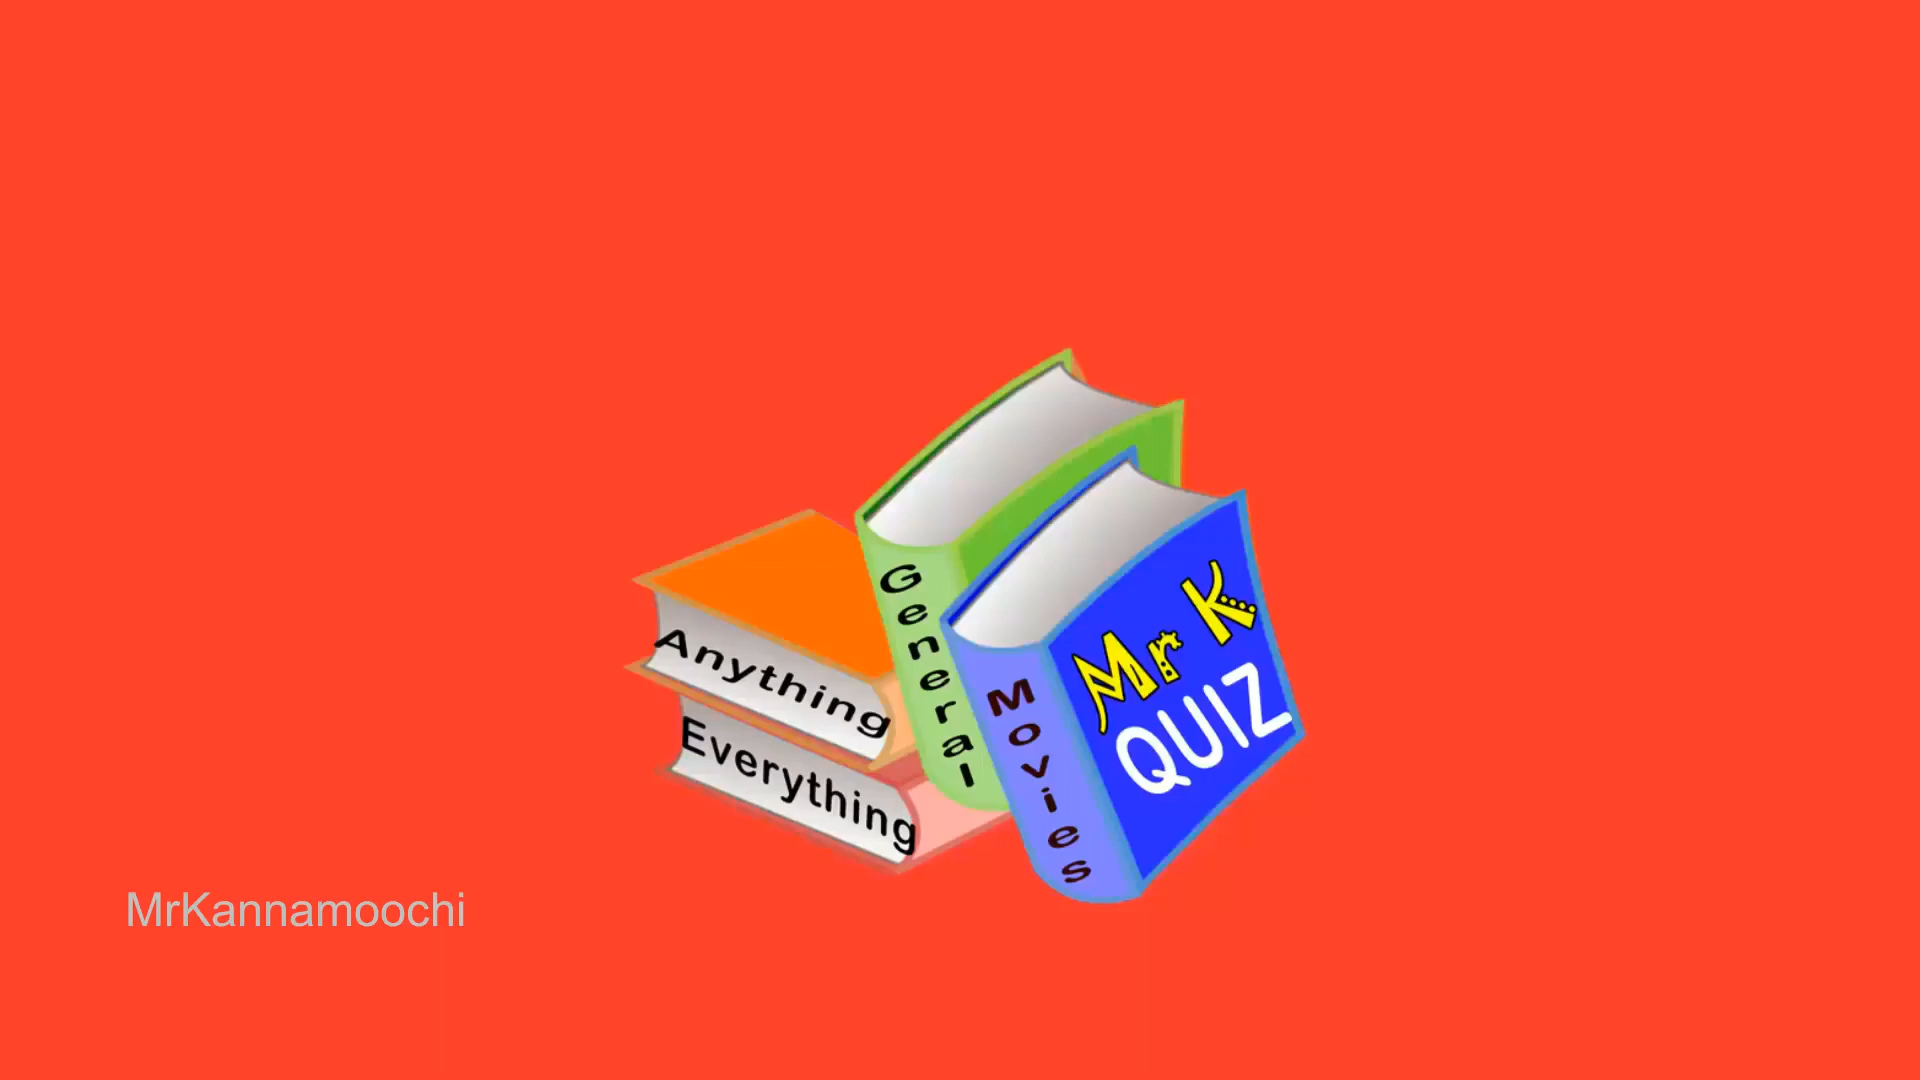 General
Mr K
QUIZ
Movies
Anything
Everything
MrKannamoochi